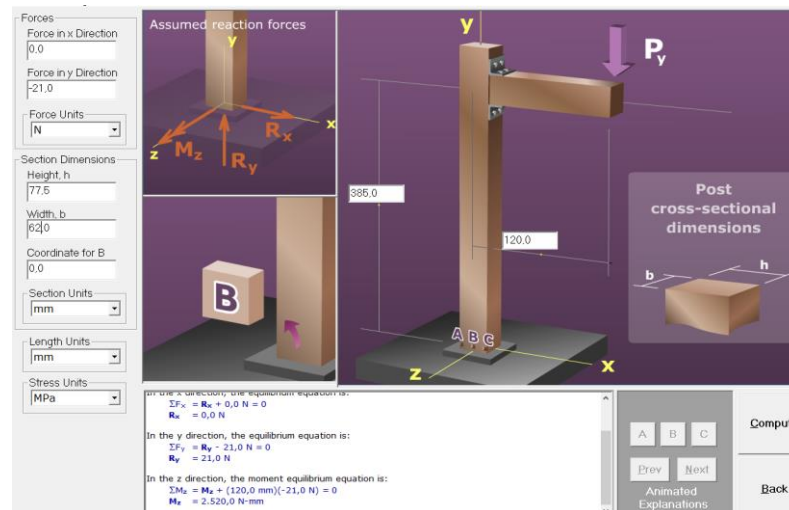 Forces
Force in x Direction
0,0
Force in y Direction
-21,0
Force Units
N
Section Dimensions
Height, h
77,5
Width, b
62,0
Coordinate for B
0,0
Section Units
mm
Length Units
mm
Stress Units
MPa
Assumed reaction forces
y
x
z
Mz
Ry
Rx
B
y
Py
385,0
120,0
A B C
z
x
Post
cross-sectional
dimensions
b
h
In the x direction, the equilibrium equation is:
ΣFx = Rx + 0,0 N = 0
Rx = 0,0 N
In the y direction, the equilibrium equation is:
ΣFY = Ry - 21,0 N = 0
Ry = 21,0 N
In the z direction, the moment equilibrium equation is:
ΣMz = Mz + (120,0 mm)(-21,0 N) = 0
Mz = 2.520,0 N-mm
A B C
Prev Next
Animated
Explanations
Comput
Back